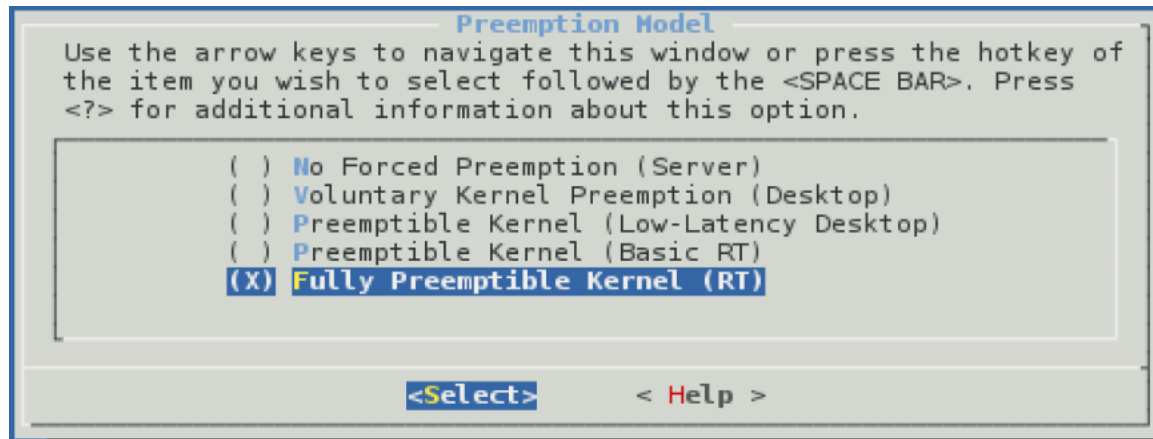 Preemption Model
Use the arrow keys to navigate this window or press the hotkey of
the item you wish to select followed by the <SPACE BAR>. Press
<?> for additional information about this option.
( ) No Forced Preemption (Server)
( ) Voluntary Kernel Preemption (Desktop)
( ) Preemptible Kernel (Low-Latency Desktop)
( ) Preemptible Kernel (Basic RT)
(X) Fully Preemptible Kernel (RT)
<Select> < Help >